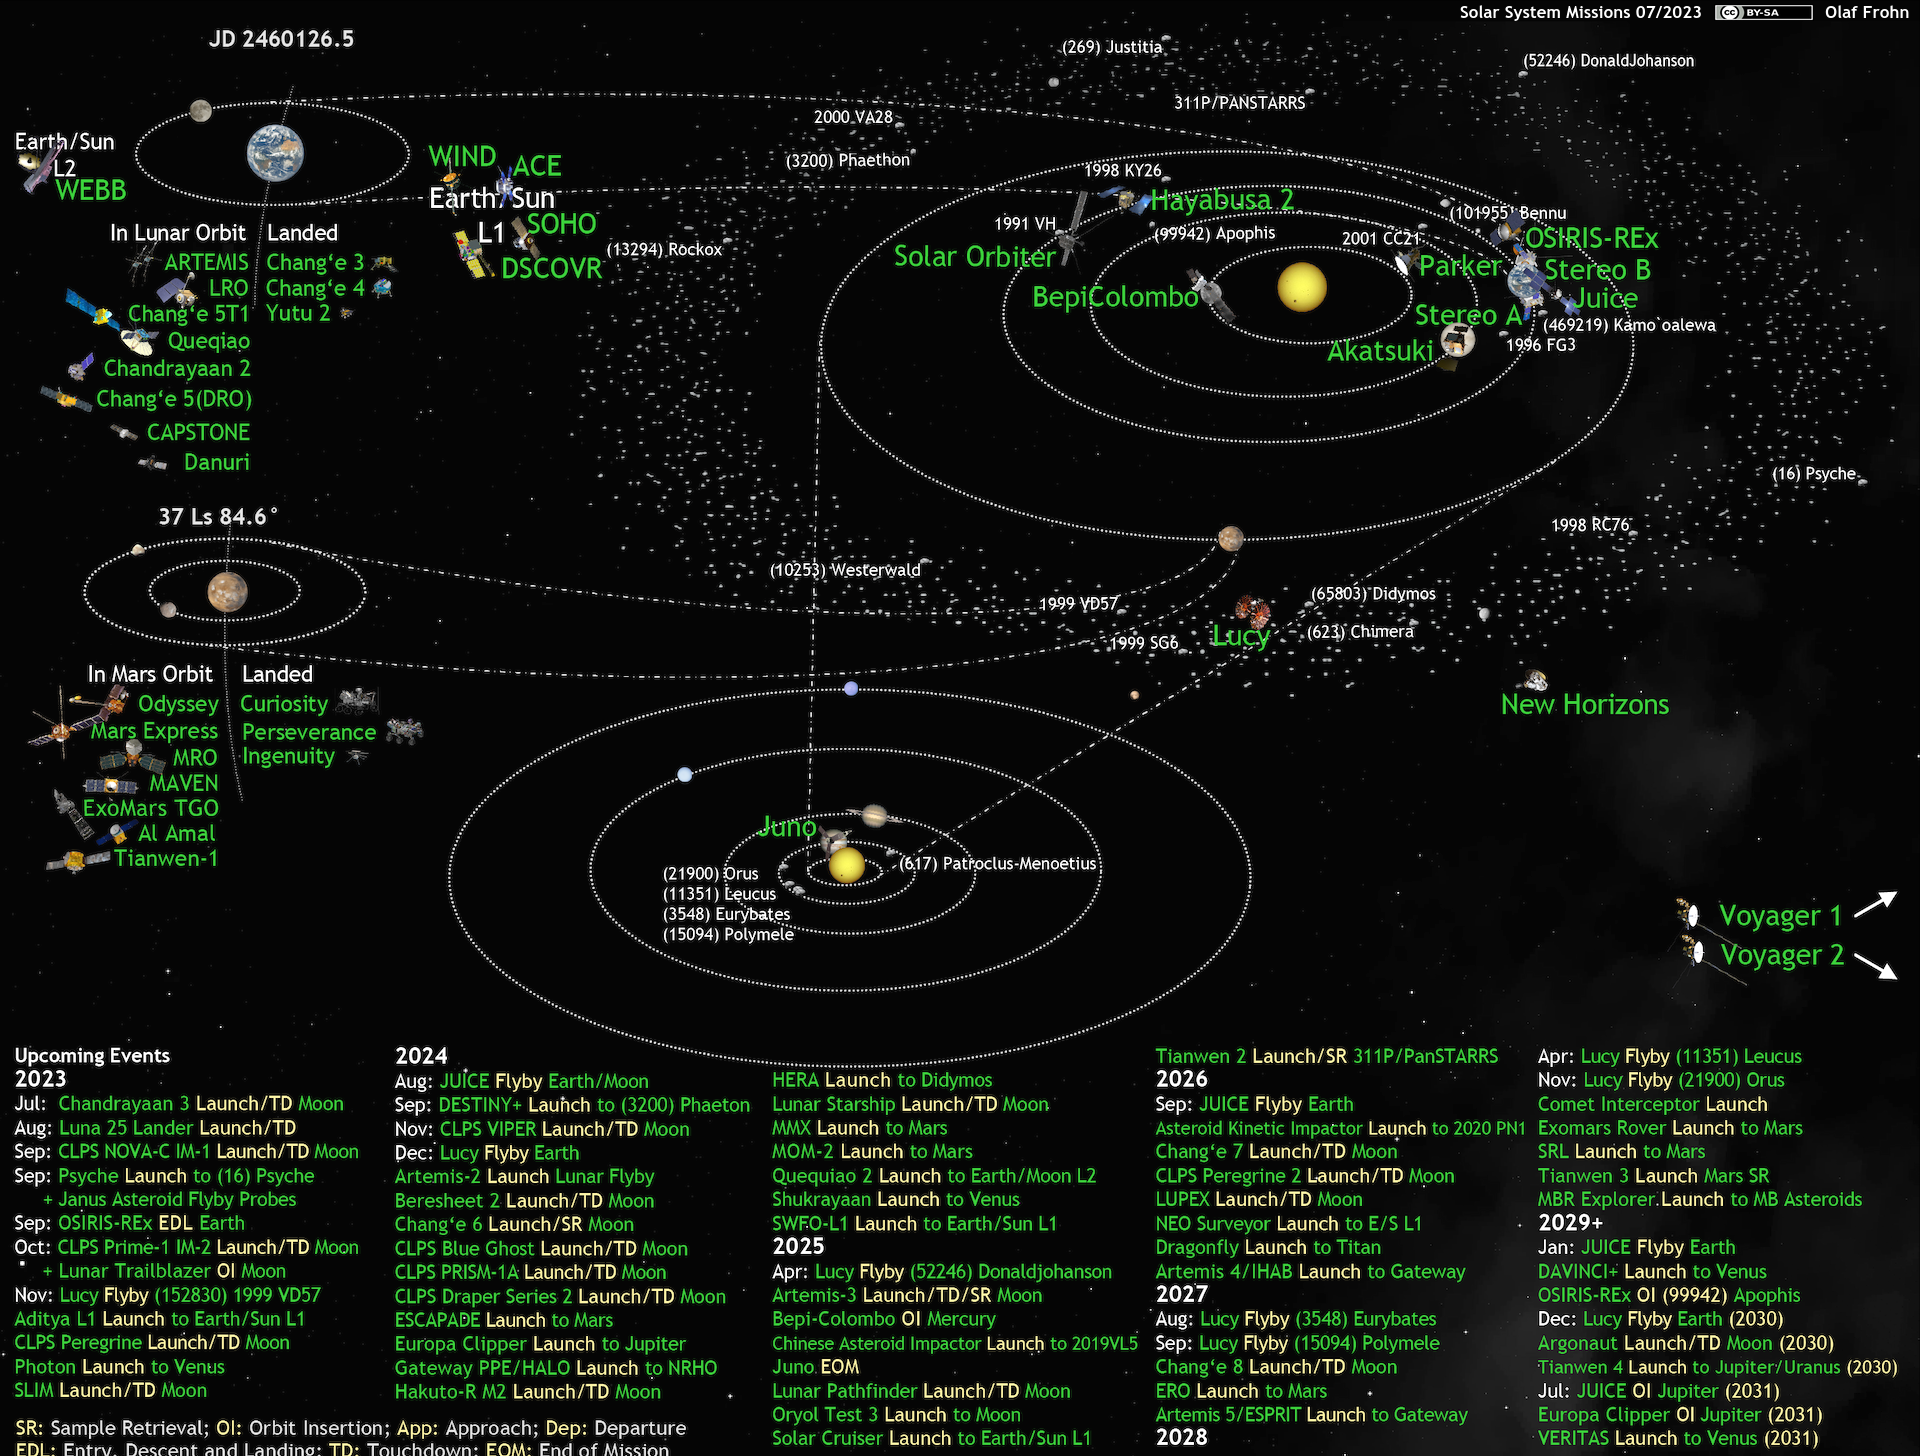 Solar System Missions 07/2023 cc BY-SA Olaf Frohn
JD 2460126.5
(269) Justitia
(52246) DonaldJohanson
311P/PANSTARRS
2000 VA28
(3200) Phaethon
1998 KY26
Earth/Sun
L2
WEBB
WIND
ACE
Earth/Sun
L1
SOHO
DSCOVR
(13294) Rockox
Hayabusa 2
1991 VH
(99942) Apophis
(101955) Bennu
2001 CC21
OSIRIS-REx
Solar Orbiter
Parker
Stereo B
BepiColombo
Juice
Stereo A
(469219) Kamo oalewa
1996 FG3
Akatsuki
In Lunar Orbit
ARTEMIS
LRO
Chang‘e 5T1
Queqiao
Chandrayaan 2
Chang‘e 5(DRO)
CAPSTONE
Danuri
Landed
Chang‘e 3
Chang‘e 4
Yutu 2
(16) Psyche
1998 RC76
37 Ls 84.6°
(10253) Westerwald
1999 VD57
(65803) Didymos
Lucy
(623) Chimera
1999 SG6
New Horizons
In Mars Orbit
Odyssey
Mars Express
MRO
MAVEN
ExoMars TGO
Al Amal
Tianwen-1
Landed
Curiosity
Perseverance
Ingenuity
Juno
(617) Patroclus-Menoetius
(21900) Orus
(11351) Leucus
(3548) Eurybates
(15094) Polymele
Voyager 1
Voyager 2
Upcoming Events
2023
Jul: Chandrayaan 3 Launch/TD Moon
Aug: Luna 25 Lander Launch/TD
Sep: CLPS NOVA-C IM-1 Launch/TD Moon
Sep: Psyche Launch to (16) Psyche
+ Janus Asteroid Flyby Probes
Sep: OSIRIS-REx EDL Earth
Oct: CLPS Prime-1 IM-2 Launch/TD Moon
+ Lunar Trailblazer OI Moon
Nov: Lucy Flyby (152830) 1999 VD57
Aditya L1 Launch to Earth/Sun L1
CLPS Peregrine Launch/TD Moon
Photon Launch to Venus
SLIM Launch/TD Moon
2024
Aug: JUICE Flyby Earth/Moon
Sep: DESTINY+ Launch to (3200) Phaeton
Nov: CLPS VIPER Launch/TD Moon
Dec: Lucy Flyby Earth
Artemis-2 Launch Lunar Flyby
Beresheet 2 Launch/TD Moon
Chang‘e 6 Launch/SR Moon
CLPS Blue Ghost Launch/TD Moon
CLPS PRISM-1A Launch/TD Moon
CLPS Draper Series 2 Launch/TD Moon
ESCAPADE Launch to Mars
Europa Clipper Launch to Jupiter
Gateway PPE/HALO Launch to NRHO
Hakuto-R M2 Launch/TD Moon
HERA Launch to Didymos
Lunar Starship Launch/TD Moon
MMX Launch to Mars
MOM-2 Launch to Mars
Quequiao 2 Launch to Earth/Moon L2
Shukrayaan Launch to Venus
SWFO-L1 Launch to Earth/Sun L1
2025
Apr: Lucy Flyby (52246) Donaldjohanson
Artemis-3 Launch/TD/SR Moon
Bepi-Colombo OI Mercury
Chinese Asteroid Impactor Launch to 2019VL5
Juno EOM
Lunar Pathfinder Launch/TD Moon
Oryol Test 3 Launch to Moon
Solar Cruiser Launch to Earth/Sun L1
Tianwen 2 Launch/SR 311P/PanSTARRS
2026
Sep: JUICE Flyby Earth
Asteroid Kinetic Impactor Launch to 2020 PN1
Chang‘e 7 Launch/TD Moon
CLPS Peregrine 2 Launch/TD Moon
LUPEX Launch/TD Moon
NEO Surveyor Launch to E/S L1
Dragonfly Launch to Titan
Artemis 4/IHAB Launch to Gateway
2027
Aug: Lucy Flyby (3548) Eurybates
Sep: Lucy Flyby (15094) Polymele
Chang‘e 8 Launch/TD Moon
ERO Launch to Mars
Artemis 5/ESPRIT Launch to Gateway
2028
Apr: Lucy Flyby (11351) Leucus
Nov: Lucy Flyby (21900) Orus
Comet Interceptor Launch
Exomars Rover Launch to Mars
SRL Launch to Mars
Tianwen 3 Launch Mars SR
MBR Explorer Launch to MB Asteroids
2029+
Jan: JUICE Flyby Earth
DAVINCI+ Launch to Venus
OSIRIS-REx OI (99942) Apophis
Dec: Lucy Flyby Earth (2030)
Argonaut Launch/TD Moon (2030)
Tianwen 4 Launch to Jupiter/Uranus (2030)
Jul: JUICE OI Jupiter (2031)
Europa Clipper OI Jupiter (2031)
VERITAS Launch to Venus (2031)
SR: Sample Retrieval; OI: Orbit Insertion; App: Approach; Dep: Departure
EDL: Entry, Descent and Landing; TD: Touchdown; EOM: End of Mission